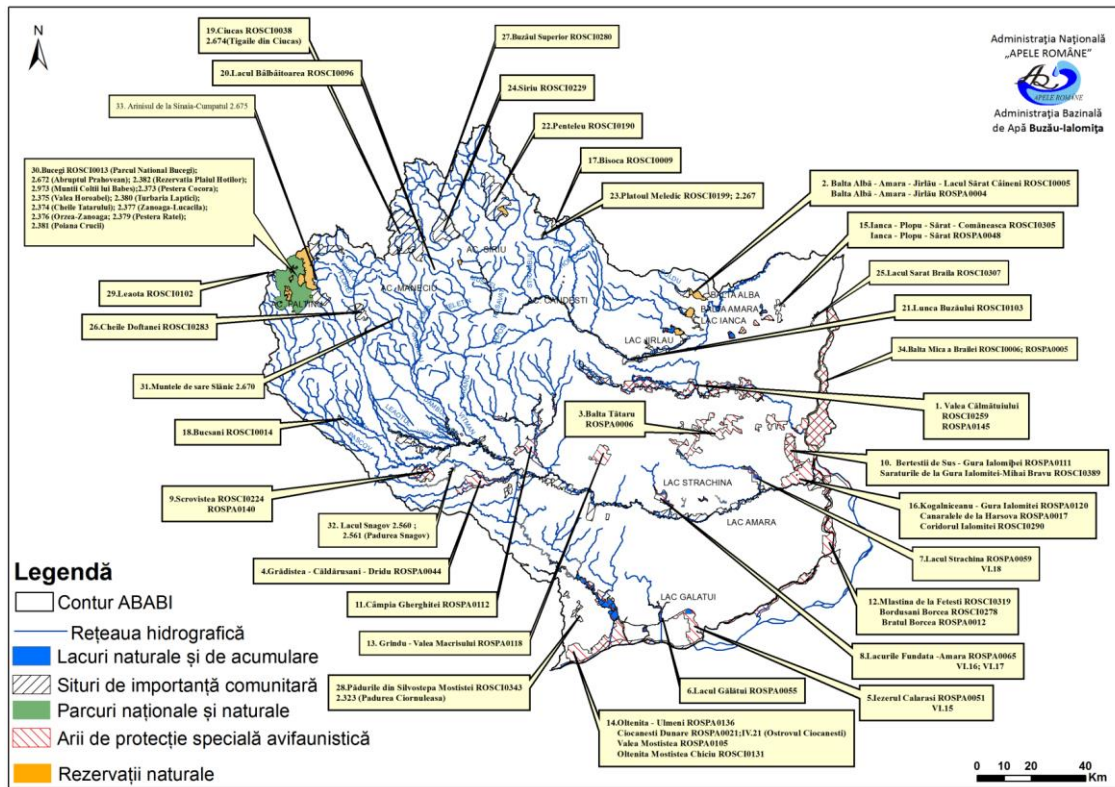 N
19.Ciucas ROSCI0038
2.674(Tigaile din Ciucas)
27.Buzăul Superior ROSCI0280
Administrația Națională
„APELE ROMÂNE”
APELE ROMÂNE
Administrația Bazinală
de Apă Buzău-Ialomița
20.Lacul Bâlbâitoarea ROSCI0096
24.Siriu ROSCI0229
33. Arinisul de la Sinaia-Cumpatul 2.675
22.Penteleu ROSCI0190
17.Bisoca ROSCI0009
30.Bucegi ROSCI0013 (Parcul National Bucegi);
2.672 (Abruptul Prahovean); 2.382 (Rezervatia Plaiul Hotilor);
2.973 (Muntii Coltii lui Babes);2.373 (Pestera Cocora);
2.375 (Valea Horoabei); 2.380 (Turbaria Laptici);
2.374 (Cheile Tatarului); 2.377 (Zanoaga-Lucacila);
2.376 (Orzea-Zanoaga); 2.379 (Pestera Ratei);
2.381 (Poiana Crucii)
23.Platoul Meledic ROSCI0199; 2.267
2. Balta Albă - Amara - Jirlău - Lacul Sărat Câineni ROSCI0005
Balta Albă - Amara - Jirlău ROSPA0004
15.Ianca - Plopu - Sărat - Comăneasca ROSCI0305
Ianca - Plopu - Sărat ROSPA0048
AC. SIRIU
25.Lacul Sarat Braila ROSCI0307
29.Leaota ROSCI0102
AC. MANECIU
AC. PALTINU
AC. CANDESTI
BALTA ALBA
BALTA AMARA
LAC IANCA
21.Lunca Buzăului ROSCI0103
26.Cheile Doftanei ROSCI0283
LAC JIRLAU
34.Balta Mica a Brailei ROSCI0006; ROSPA0005
31.Muntele de sare Slănic 2.670
1. Valea Călmățuiului
ROSCI0259
ROSPA0145
3.Balta Tătaru
ROSPA0006
18.Bucsani ROSCI0014
10. Bertestii de Sus - Gura Ialomiței ROSPA0111
Saraturile de la Gura Ialomitei-Mihai Bravu ROSCI0389
9.Scrovistea ROSCI0224
ROSPA0140
LAC STRACHINA
16.Kogalniceanu - Gura Ialomitei ROSPA0120
Canaralele de la Harsova ROSPA0017
Coridorul Ialomitei ROSCI0290
32. Lacul Snagov 2.560 ;
2.561 (Padurea Snagov)
LAC AMARA
7.Lacul Strachina ROSPA0059
VI.18
4.Grădistea - Căldărusani - Dridu ROSPA0044
11.Câmpia Gherghitei ROSPA0112
LAC GALATUI
12.Mlastina de la Fetesti ROSCI0319
Bordusani Borcea ROSCI0278
Bratul Borcea ROSPA0012
13. Grindu - Valea Macrisului ROSPA0118
8.Lacurile Fundata -Amara ROSPA0065
VI.16; VI.17
28.Pădurile din Silvostepa Mostistei ROSCI0343
2.323 (Padurea Ciornuleasa)
6.Lacul Gălătui ROSPA0055
5.Iezerul Calarasi ROSPA0051
VI.15
14.Oltenita - Ulmeni ROSPA0136
Ciocanesti Dunare ROSPA0021;IV.21 (Ostrovul Ciocanesti)
Valea Mostistea ROSPA0105
Oltenita Mostistea Chiciu ROSCI0131
Legendă
Contur ABABI
Rețeaua hidrografică
Lacuri naturale și de acumulare
Situri de importanță comunitară
Parcuri naționale și naturale
Arii de protecție specială avifaunistică
Rezervații naturale
0 10 20 40
Km